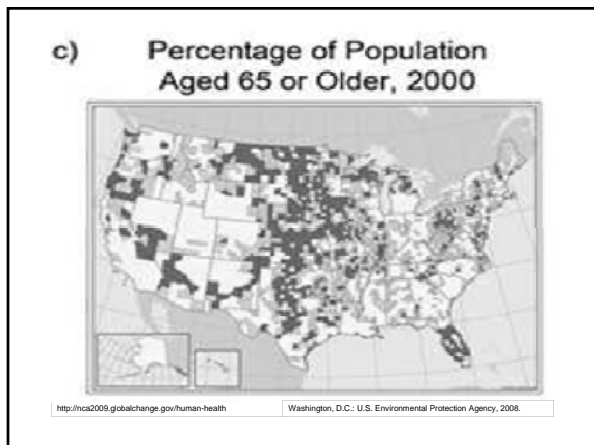 c) Percentage of Population
Aged 65 or Older, 2000
http://nca2009.globalchange.gov/human-health
Washington, D.C.: U.S. Environmental Protection Agency, 2008.